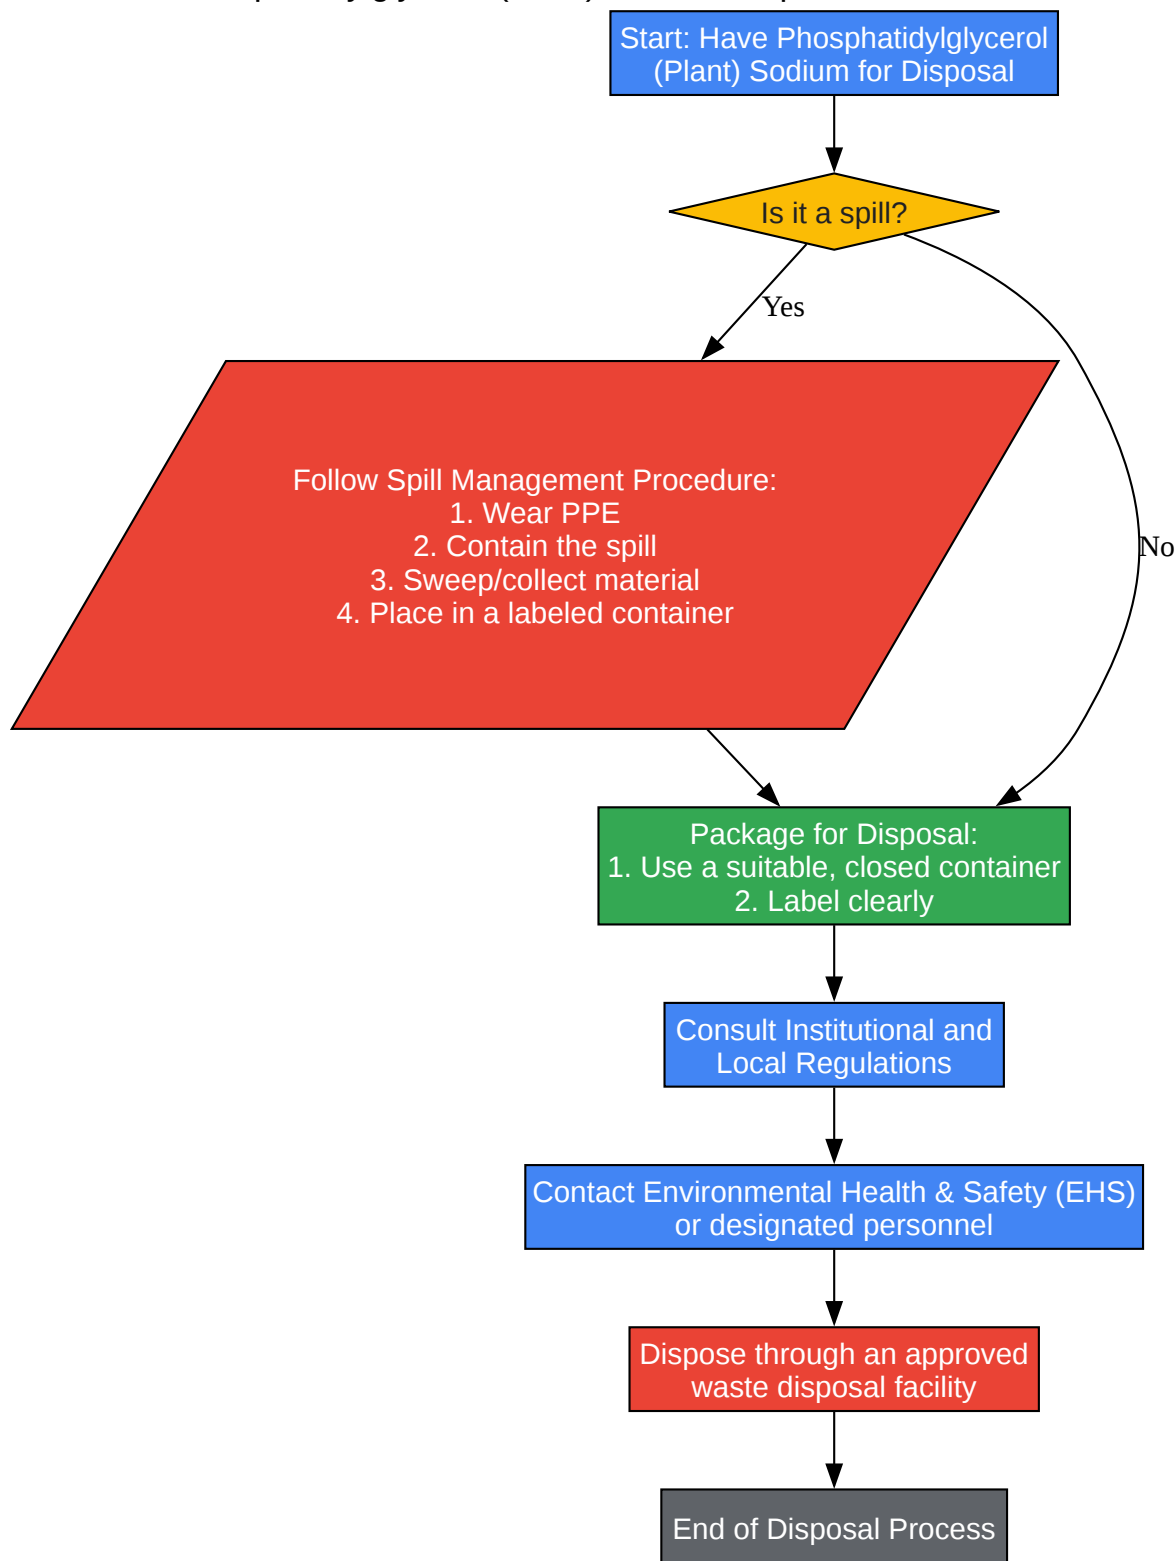 Start: Have Phosphatidylglycerol
(Plant) Sodium for Disposal
Is it a spill?
Yes
Follow Spill Management Procedure:
1. Wear PPE
2. Contain the spill
3. Sweep/collect material
4. Place in a labeled container
No
Package for Disposal:
1. Use a suitable, closed container
2. Label clearly
Consult Institutional and
Local Regulations
Contact Environmental Health & Safety (EHS)
or designated personnel
Dispose through an approved
waste disposal facility
End of Disposal Process